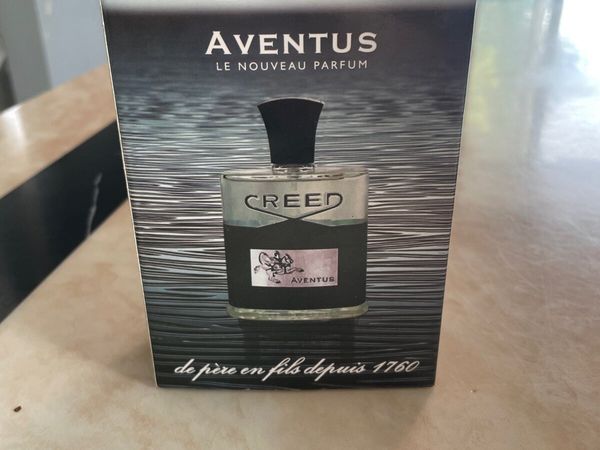 AVENTUS
LE NOUVEAU PARFUM
CREED
AVENTUS
de père en fils depuis 1760